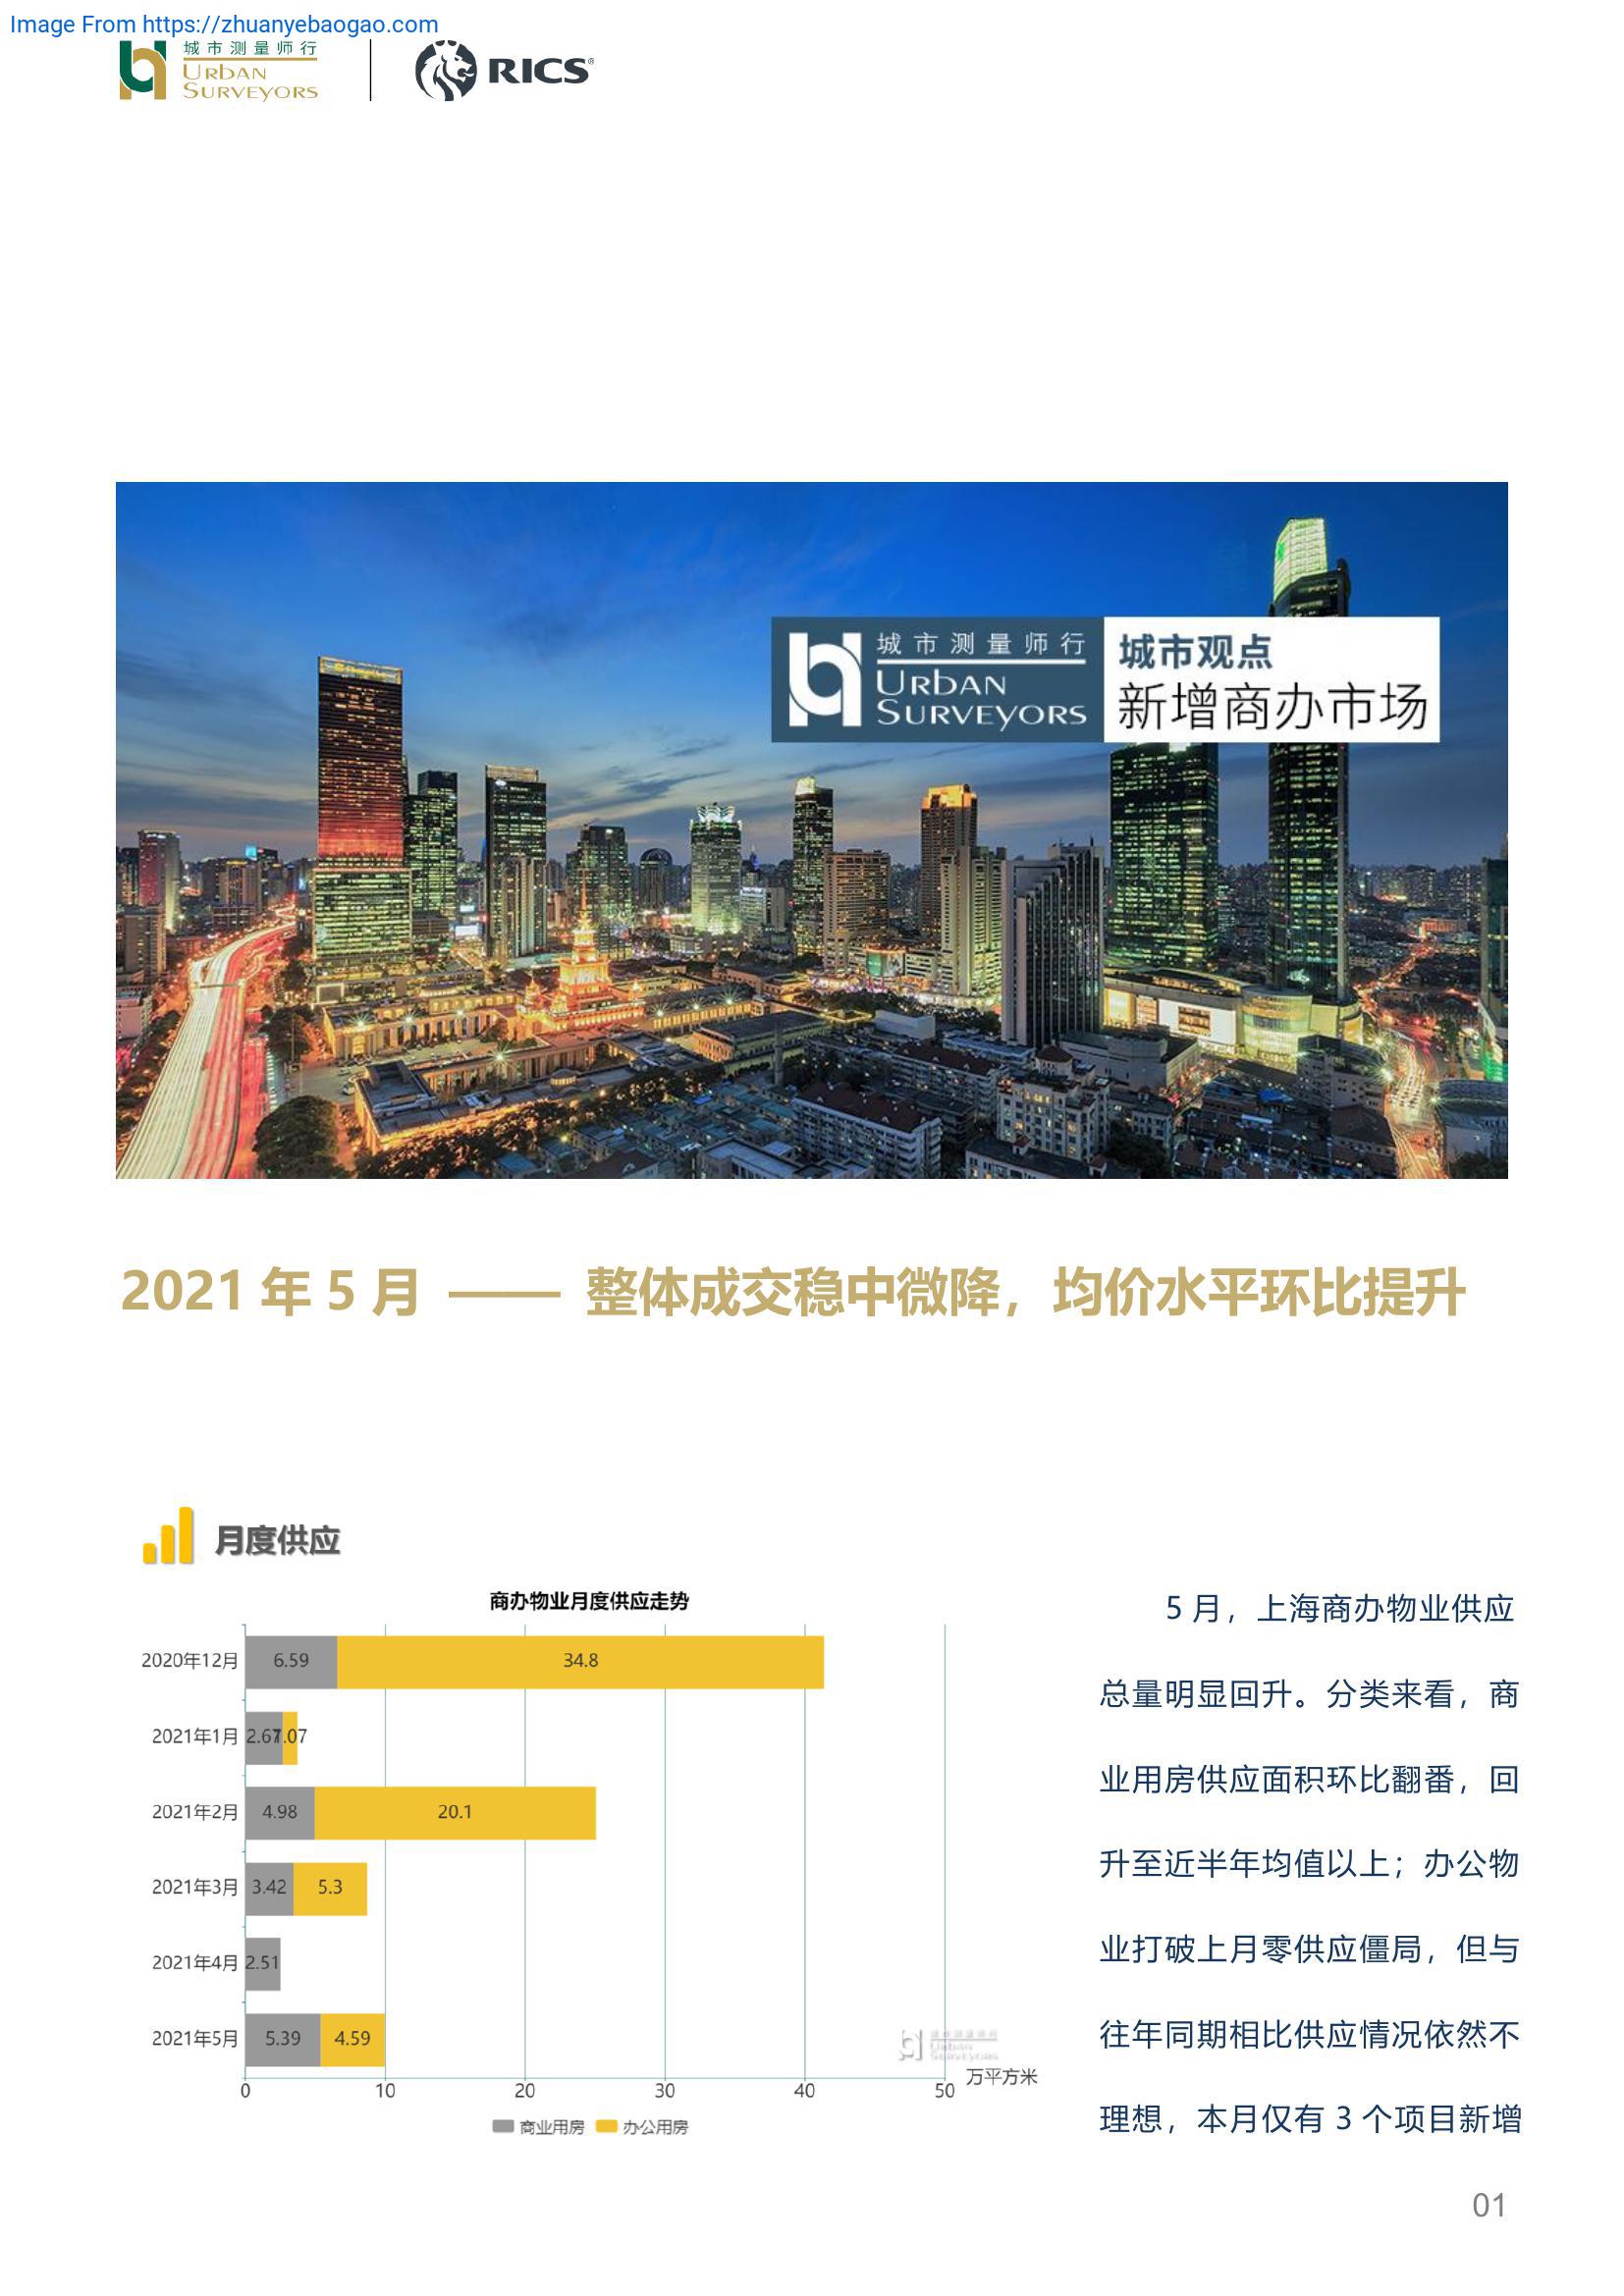 Image From https://zhuanyebaogao.com
城市测量师行
URBAN
SURVEYORS
RICS®
城市测量师行
URBAN
SURVEYORS
城市观点
新增商办市场
2021 年 5 月 —— 整体成交稳中微降，均价水平环比提升
月度供应
商办物业月度供应走势
2020年12月 6.59 34.8
2021年1月 2.67 1.07
2021年2月 4.98 20.1
2021年3月 3.42 5.3
2021年4月 2.51
2021年5月 5.39 4.59
城市测量师行
URBAN
SURVEYORS
万平方米
0 10 20 30 40 50
商业用房 办公用房
5 月，上海商办物业供应
总量明显回升。分类来看，商
业用房供应面积环比翻番，回
升至近半年均值以上；办公物
业打破上月零供应僵局，但与
往年同期相比供应情况依然不
理想，本月仅有 3 个项目新增
01